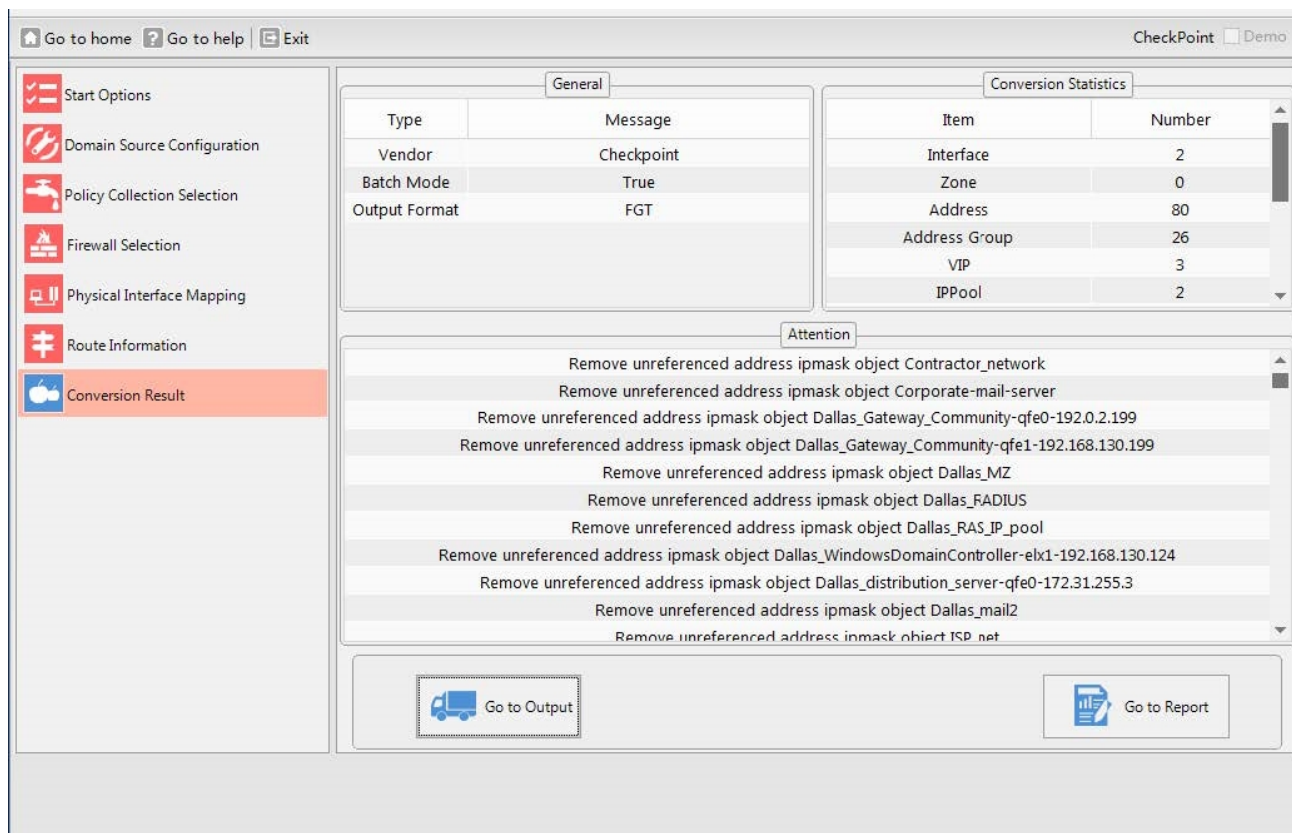 Go to home Go to help Exit CheckPoint Demo
Start Options
Domain Source Configuration
Policy Collection Selection
Firewall Selection
Physical Interface Mapping
Route Information
Conversion Result
General
Type Message
Vendor Checkpoint
Batch Mode True
Output Format FGT
Conversion Statistics
Item Number
Interface 2
Zone 0
Address 80
Address Group 26
VIP 3
IPPool 2
Attention
Remove unreferenced address ipmask object Contractor_network
Remove unreferenced address ipmask object Corporate-mail-server
Remove unreferenced address ipmask object Dallas_Gateway_Community-qfe0-192.0.2.199
Remove unreferenced address ipmask object Dallas_Gateway_Community-qfe1-192.168.130.199
Remove unreferenced address ipmask object Dallas_MZ
Remove unreferenced address ipmask object Dallas_RADIUS
Remove unreferenced address ipmask object Dallas_RAS_IP_pool
Remove unreferenced address ipmask object Dallas_WindowsDomainController-elx1-192.168.130.124
Remove unreferenced address ipmask object Dallas_distribution_server-qfe0-172.31.255.3
Remove unreferenced address ipmask object Dallas_mail2
Remove unreferenced address ipmask object ISP_net
Go to Output
Go to Report